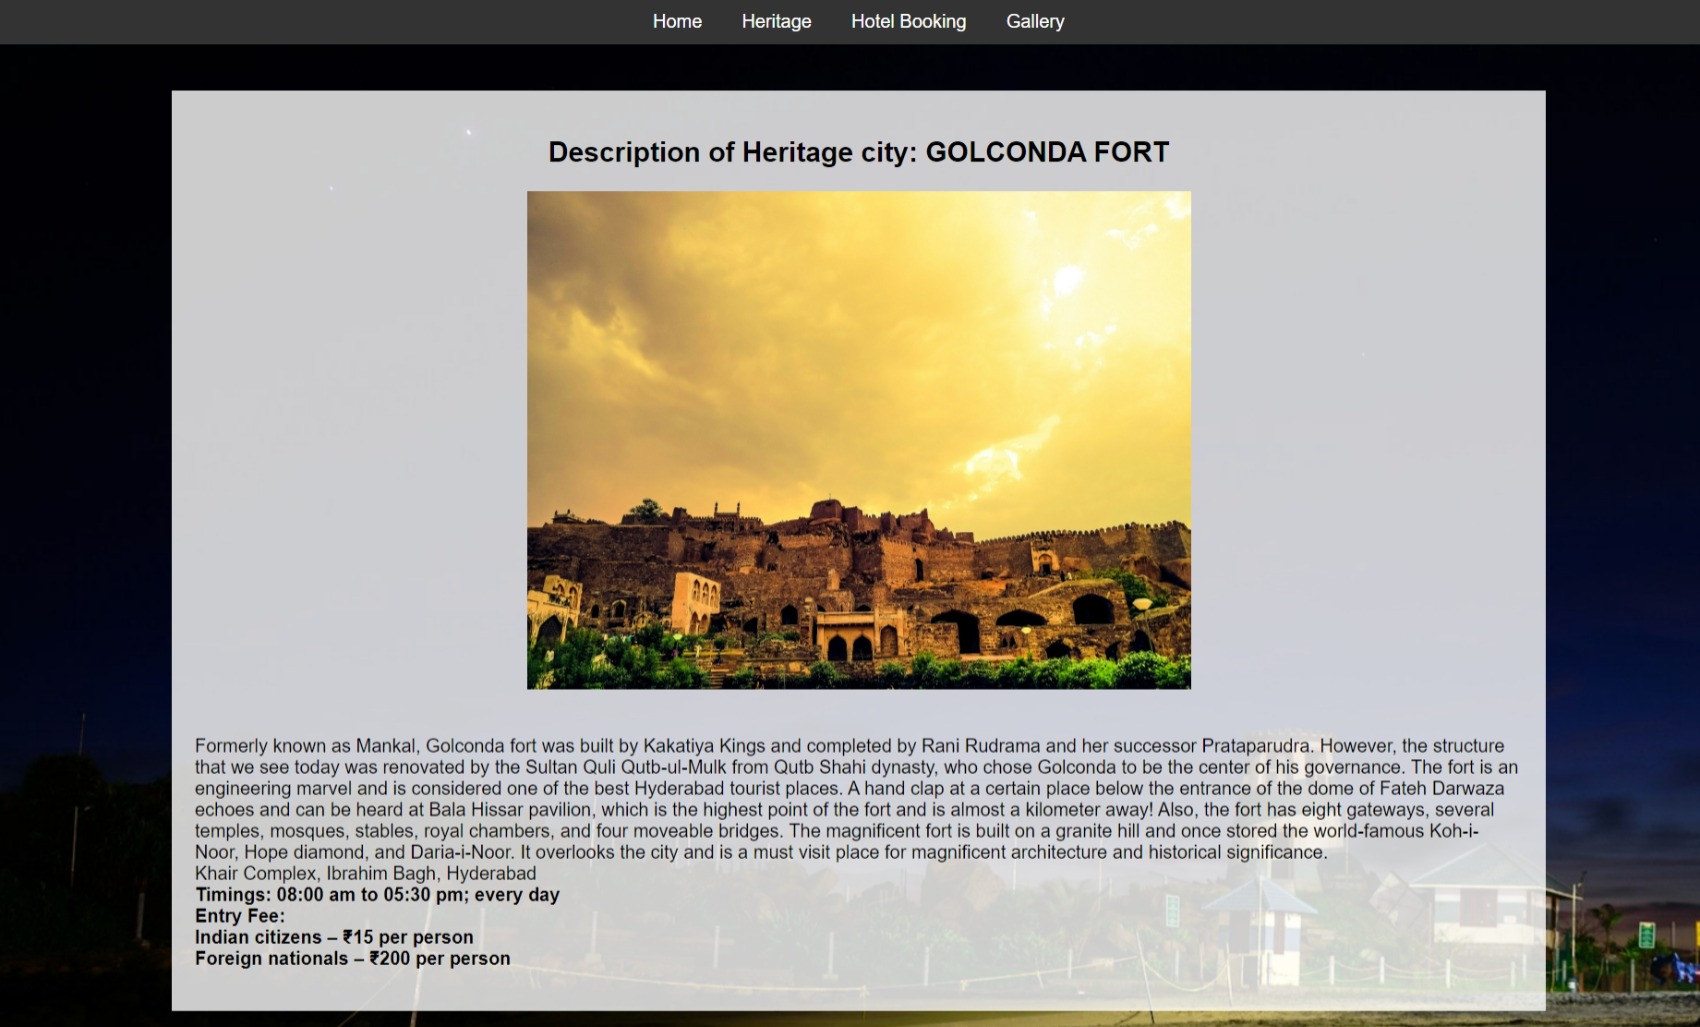 Home Heritage Hotel Booking Gallery
Description of Heritage city: GOLCONDA FORT
Formerly known as Mankal, Golconda fort was built by Kakatiya Kings and completed by Rani Rudrama and her successor Prataparudra. However, the structure
that we see today was renovated by the Sultan Quli Qutb-ul-Mulk from Qutb Shahi dynasty, who chose Golconda to be the center of his governance. The fort is an
engineering marvel and is considered one of the best Hyderabad tourist places. A hand clap at a certain place below the entrance of the dome of Fateh Darwaza
echoes and can be heard at Bala Hissar pavilion, which is the highest point of the fort and is almost a kilometer away! Also, the fort has eight gateways, several
temples, mosques, stables, royal chambers, and four moveable bridges. The magnificent fort is built on a granite hill and once stored the world-famous Koh-i-
Noor, Hope diamond, and Daria-i-Noor. It overlooks the city and is a must visit place for magnificent architecture and historical significance.
Khair Complex, Ibrahim Bagh, Hyderabad
Timings: 08:00 am to 05:30 pm; every day
Entry Fee:
Indian citizens – ₹15 per person
Foreign nationals – ₹200 per person